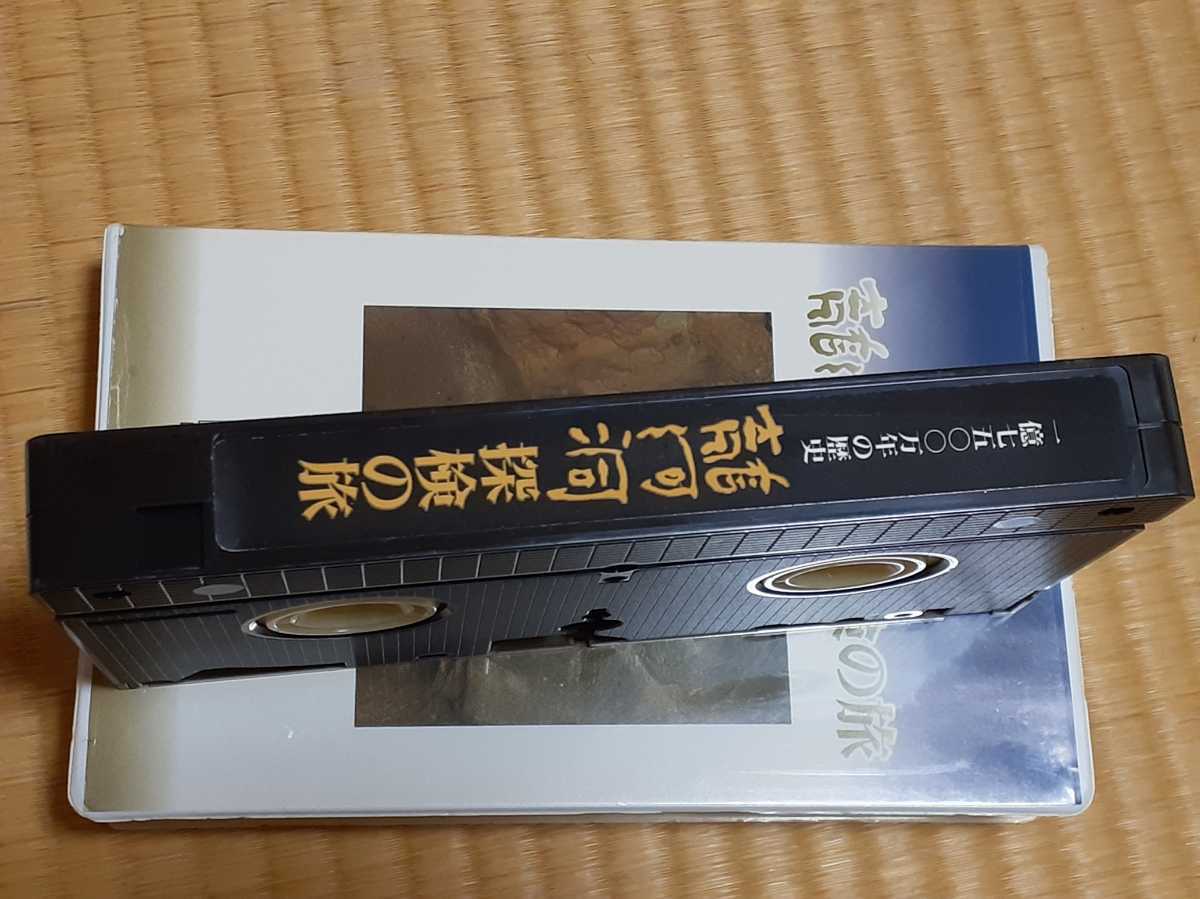 一億七五〇〇万年の歴史
龍河洞
探検の旅
龍
の旅